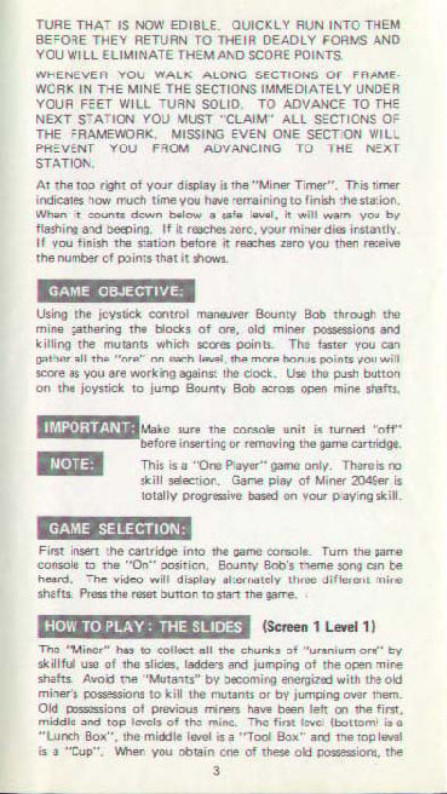 TURE THAT IS NOW EDIBLE. QUICKLY RUN INTO THEM
BEFORE THEY RETURN TO THEIR DEADLY FORMS AND
YOU WILL ELIMINATE THEM AND SCORE POINTS.
WHENEVER YOU WALK ALONG SECTIONS OF FRAME-
WORK IN THE MINE THE SECTIONS IMMEDIATELY UNDER
YOUR FEET WILL TURN SOLID. TO ADVANCE TO THE
NEXT STATION YOU MUST "CLAIM" ALL SECTIONS OF
THE FRAMEWORK. MISSING EVEN ONE SECTION WILL
PREVENT YOU FROM ADVANCING TO THE NEXT
STATION.
At the top right of your display is the "Miner Timer". This timer
indicates how much time you have remaining to finish the station.
When it counts down below a safe level, it will warn you by
flashing and beeping. If it reaches zero, your miner dies instantly.
If you finish the station before it reaches zero you then receive
the number of points that it shows.
GAME OBJECTIVE:
Using the joystick control maneuver Bounty Bob through the
mine gathering the blocks of ore, old miner possessions and
killing the mutants which scores points. The faster you can
gather all the "ore" on each level, the more bonus points you will
score as you are working against the clock. Use the push button
on the joystick to jump Bounty Bob across open mine shafts.
IMPORTANT: Make sure the console unit is turned "off"
before inserting or removing the game cartridge.
NOTE: This is a "One Player" game only. There is no
skill selection. Game play of Miner 2049er is
totally progressive based on your playing skill.
GAME SELECTION:
First insert the cartridge into the game console. Turn the game
console to the "On" position. Bounty Bob's theme song can be
heard. The video will display alternately three different mine
shafts. Press the reset button to start the game.
HOW TO PLAY: THE SLIDES (Screen 1 Level 1)
The "Miner" has to collect all the chunks of "uranium ore" by
skillful use of the slides, ladders and jumping of the open mine
shafts. Avoid the "Mutants" by becoming energized with the old
miner's possessions to kill the mutants or by jumping over them.
Old possessions of previous miners have been left on the first,
middle and top levels of the mine. The first level (bottom) is a
"Lunch Box", the middle level is a "Tool Box" and the top level
is a "Cup". When you obtain one of these old possessions, the
3